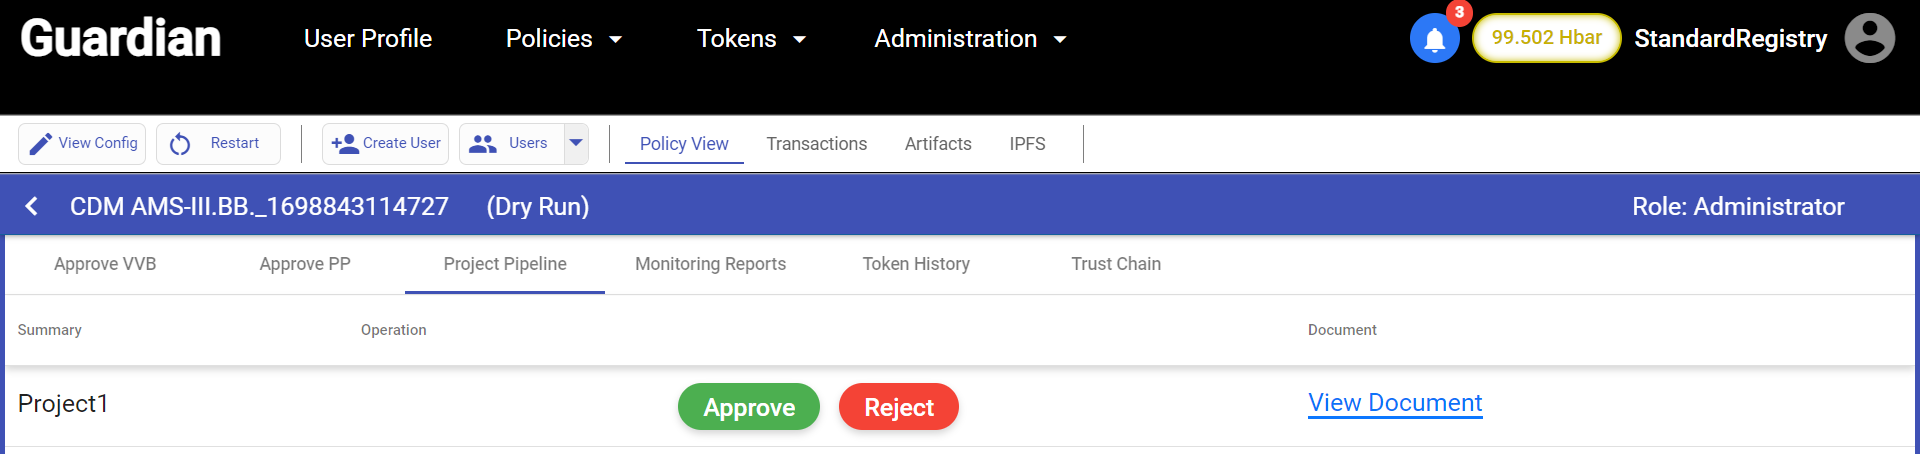 Guardian User Profile Policies Tokens Administration 3 99.502 Hbar StandardRegistry
View Config Restart Create User Users Policy View Transactions Artifacts IPFS
CDM AMS-III.BB._1698843114727 (Dry Run) Role: Administrator
Approve VVB Approve PP Project Pipeline Monitoring Reports Token History Trust Chain
Summary Operation Document
Project1 Approve Reject View Document